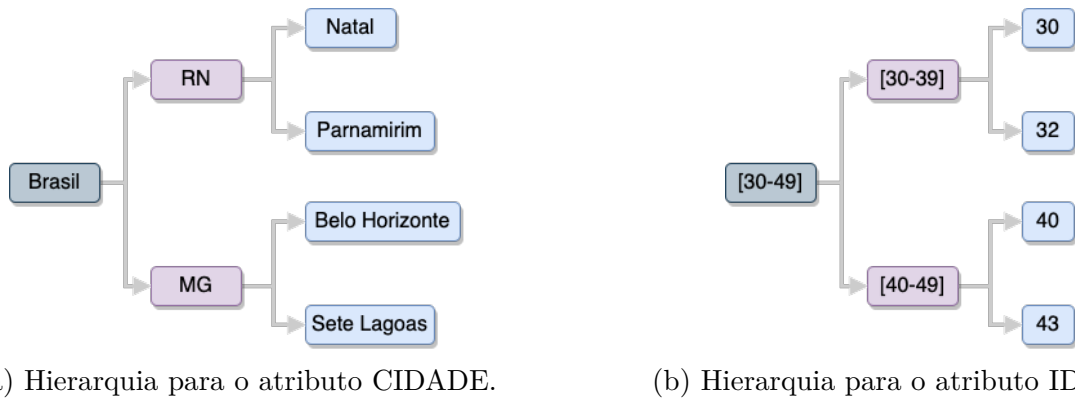 Natal
RN
Parnamirim
Brasil
Belo Horizonte
MG
Sete Lagoas
) Hierarquia para o atributo CIDADE.
30
[30-39]
32
[30-49]
40
[40-49]
43
(b) Hierarquia para o atributo ID